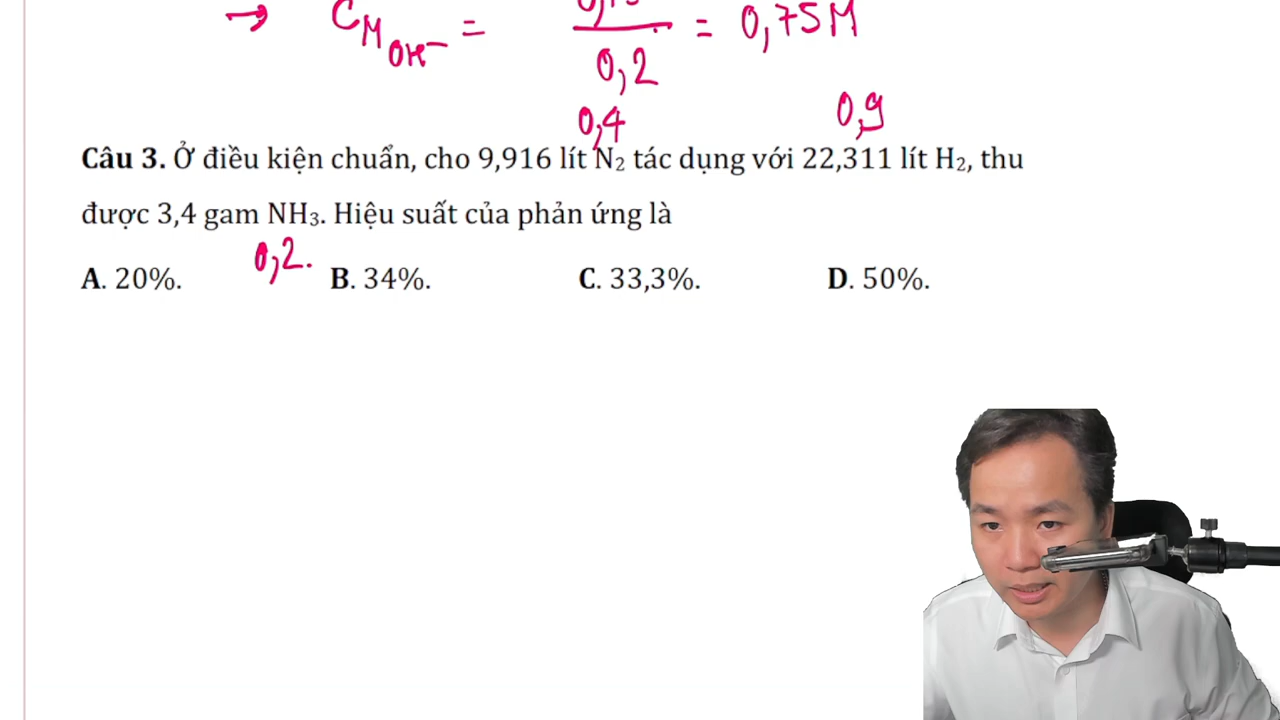 → C_M OH⁻ = /0,2 = 0,75M
0,4 0,9
Câu 3. Ở điều kiện chuẩn, cho 9,916 lít N₂ tác dụng với 22,311 lít H₂, thu
được 3,4 gam NH₃. Hiệu suất của phản ứng là
0,2.
A. 20%. B. 34%. C. 33,3%. D. 50%.